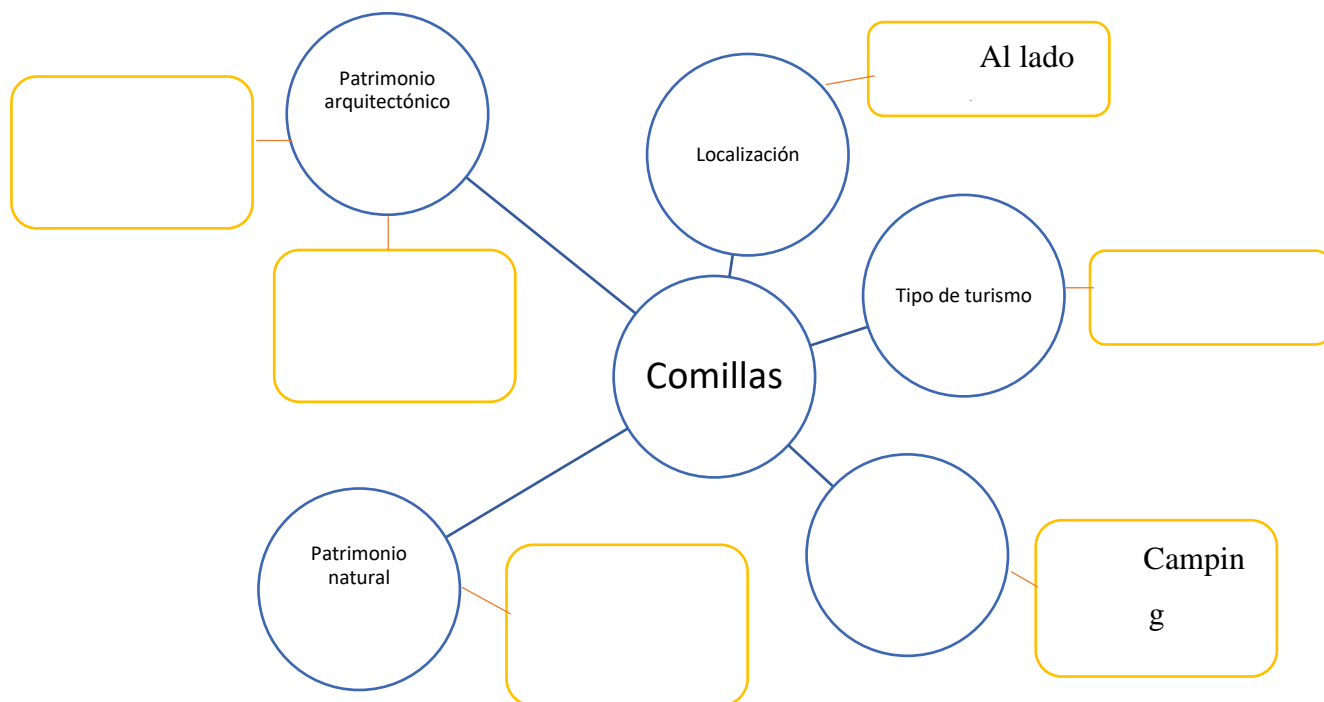 Patrimonio
arquitectónico
Al lado
Localización
Tipo de turismo
Comillas
Patrimonio
natural
Campin
g